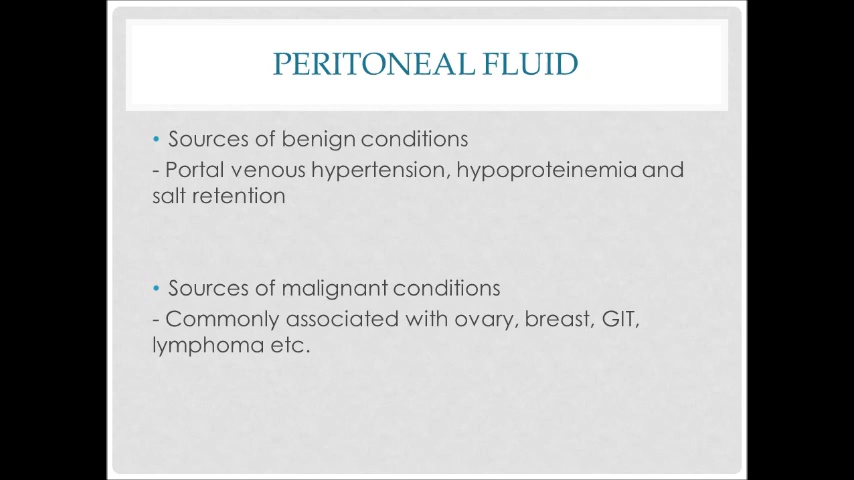 PERITONEAL FLUID
• Sources of benign conditions
- Portal venous hypertension, hypoproteinemia and
salt retention
• Sources of malignant conditions
- Commonly associated with ovary, breast, GIT,
lymphoma etc.